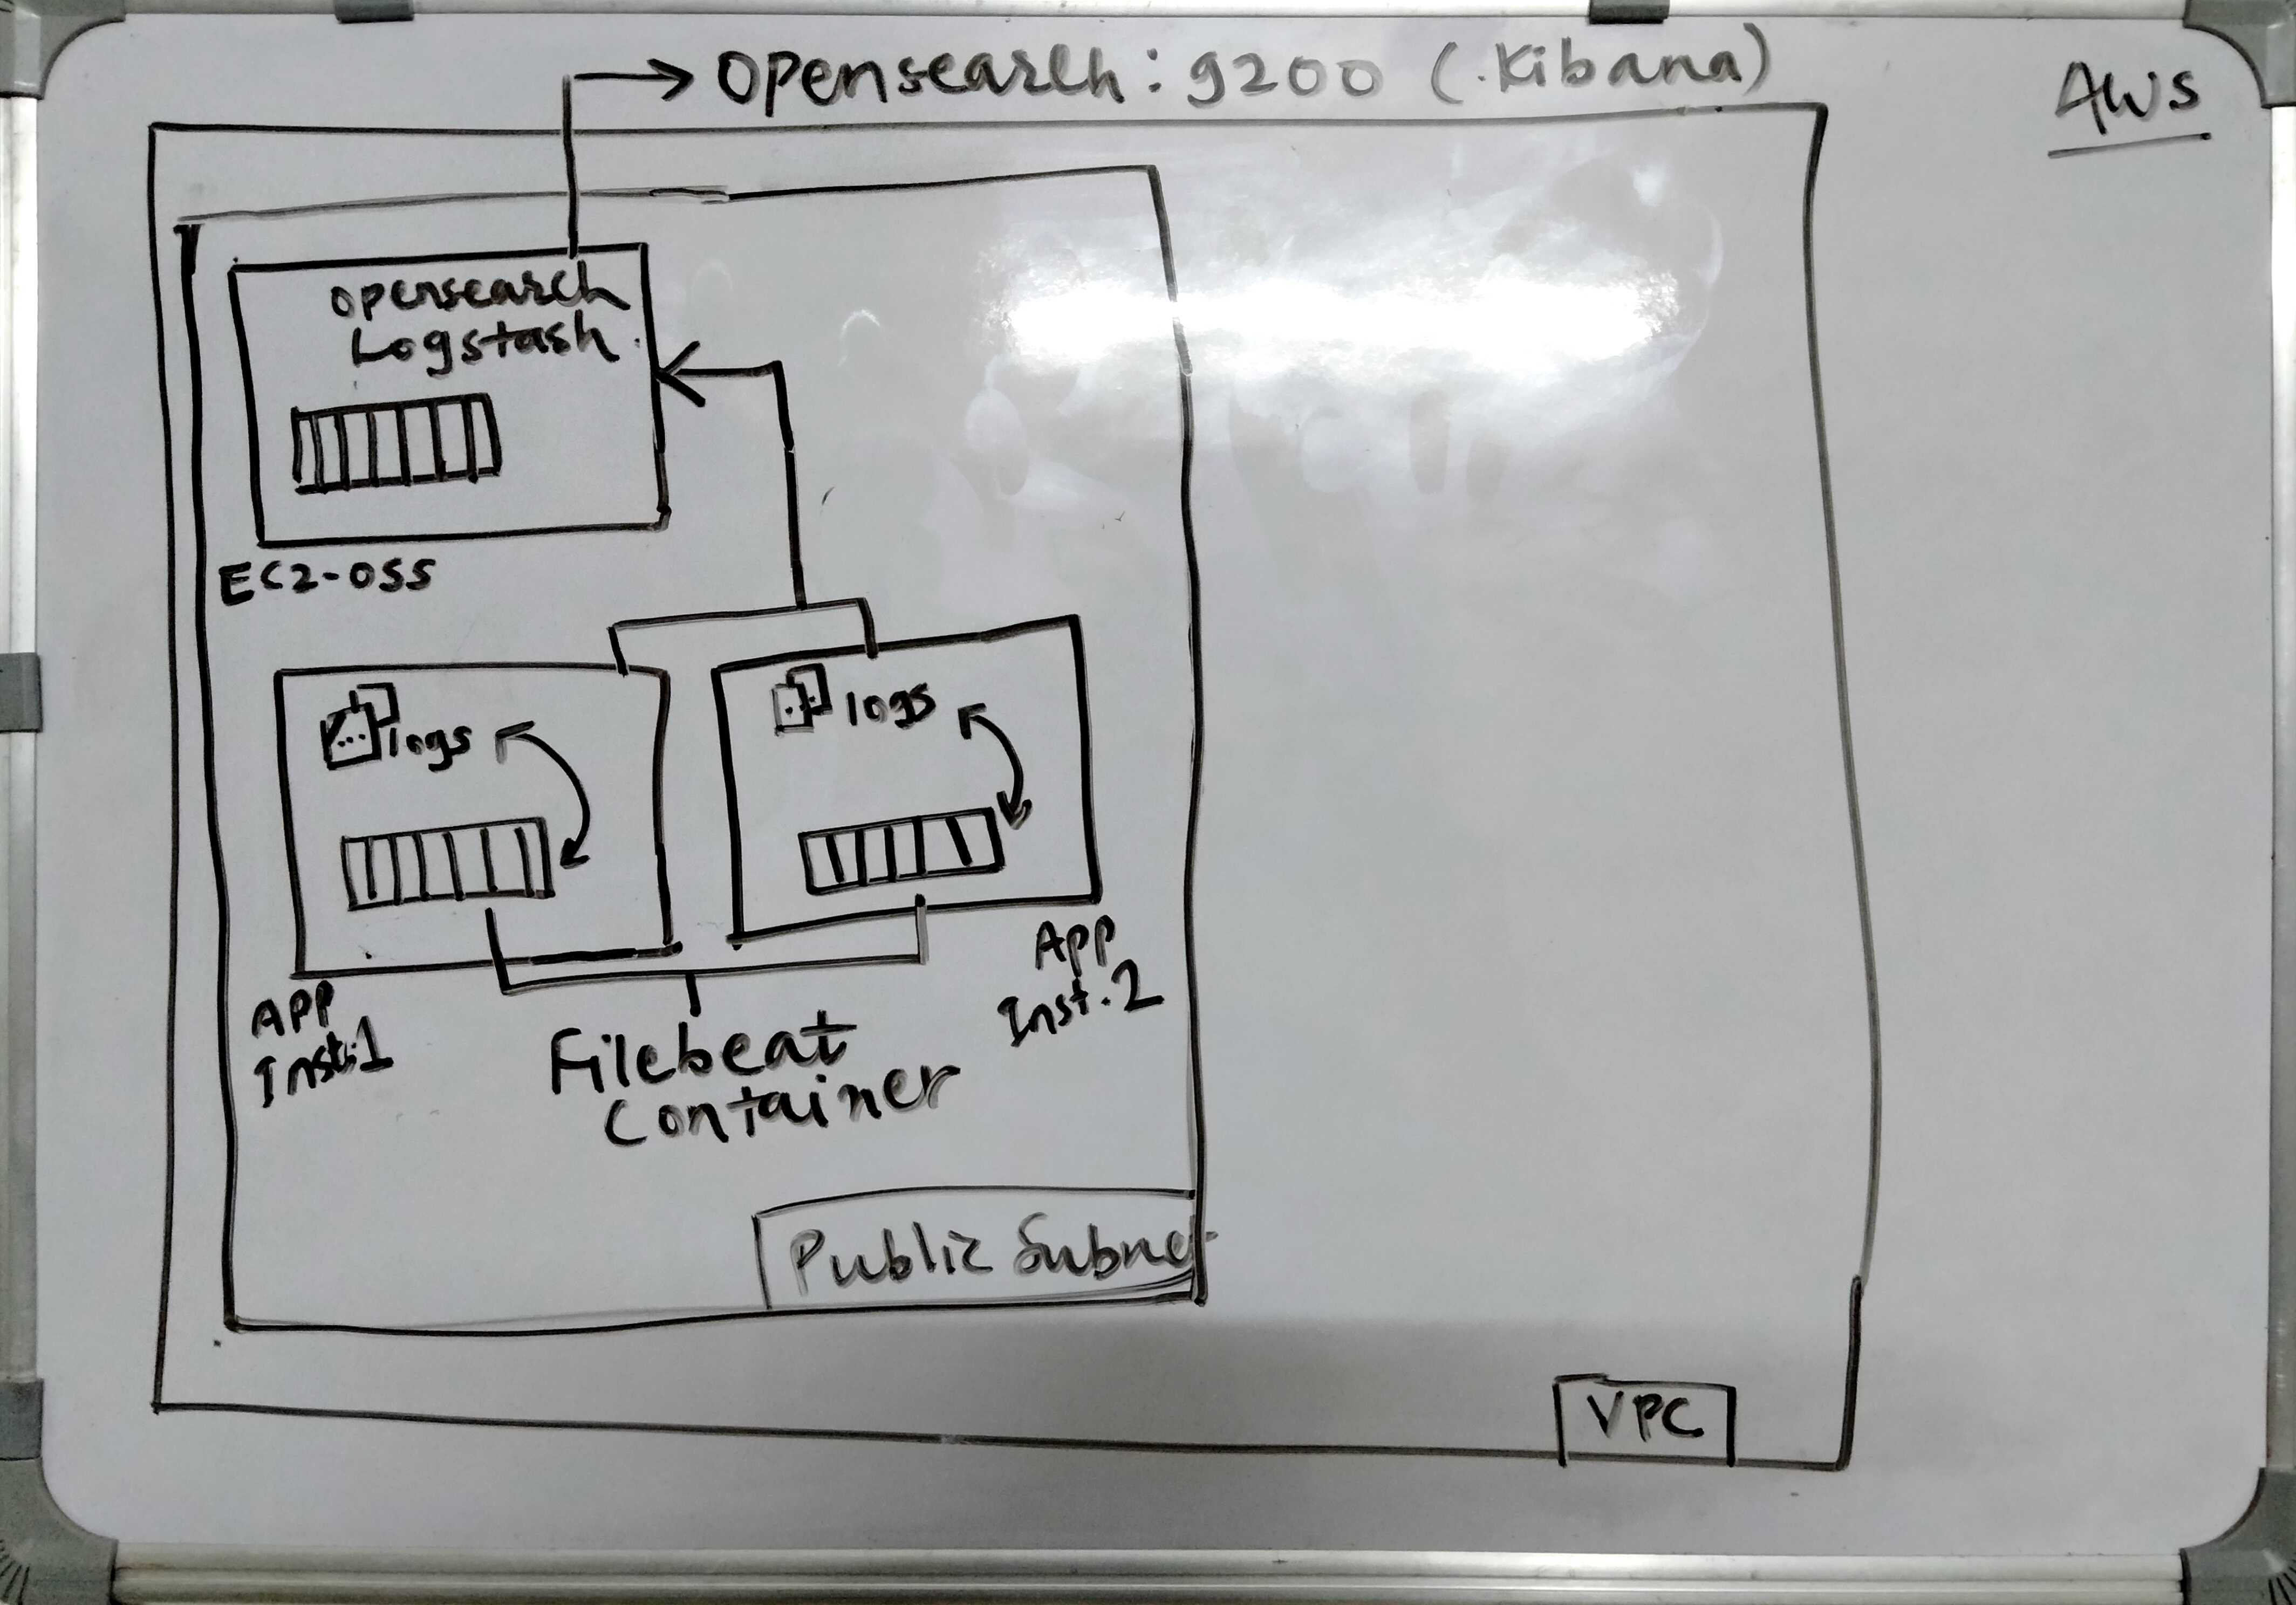 Opensearch: 9200 (.Kibana)
AWS
Opensearch
Logstash.
EC2-OSS
logs
logs
APP
Inst:1
APP
Inst.2
Filebeat
Container
Public Subnet
VPC